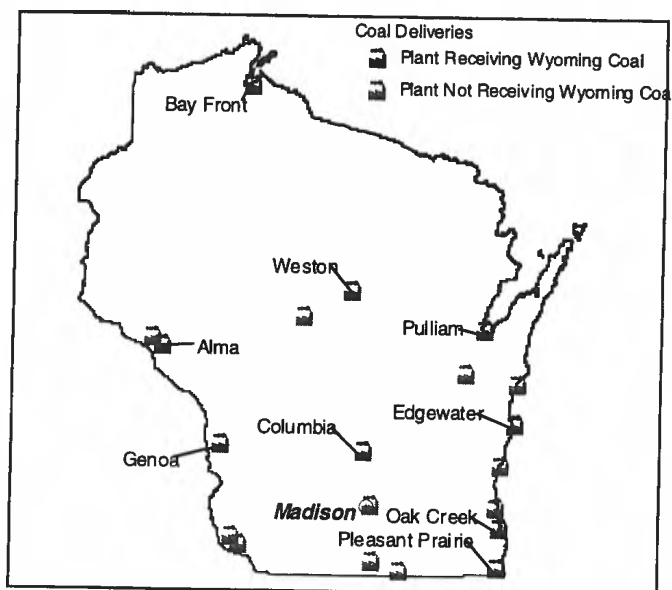 Coal Deliveries
Plant Receiving Wyoming Coal
Plant Not Receiving Wyoming Coal
Bay Front
Weston
Pulliam
Alma
Edgewater
Columbia
Genoa
Madison
Oak Creek
Pleasant Prairie